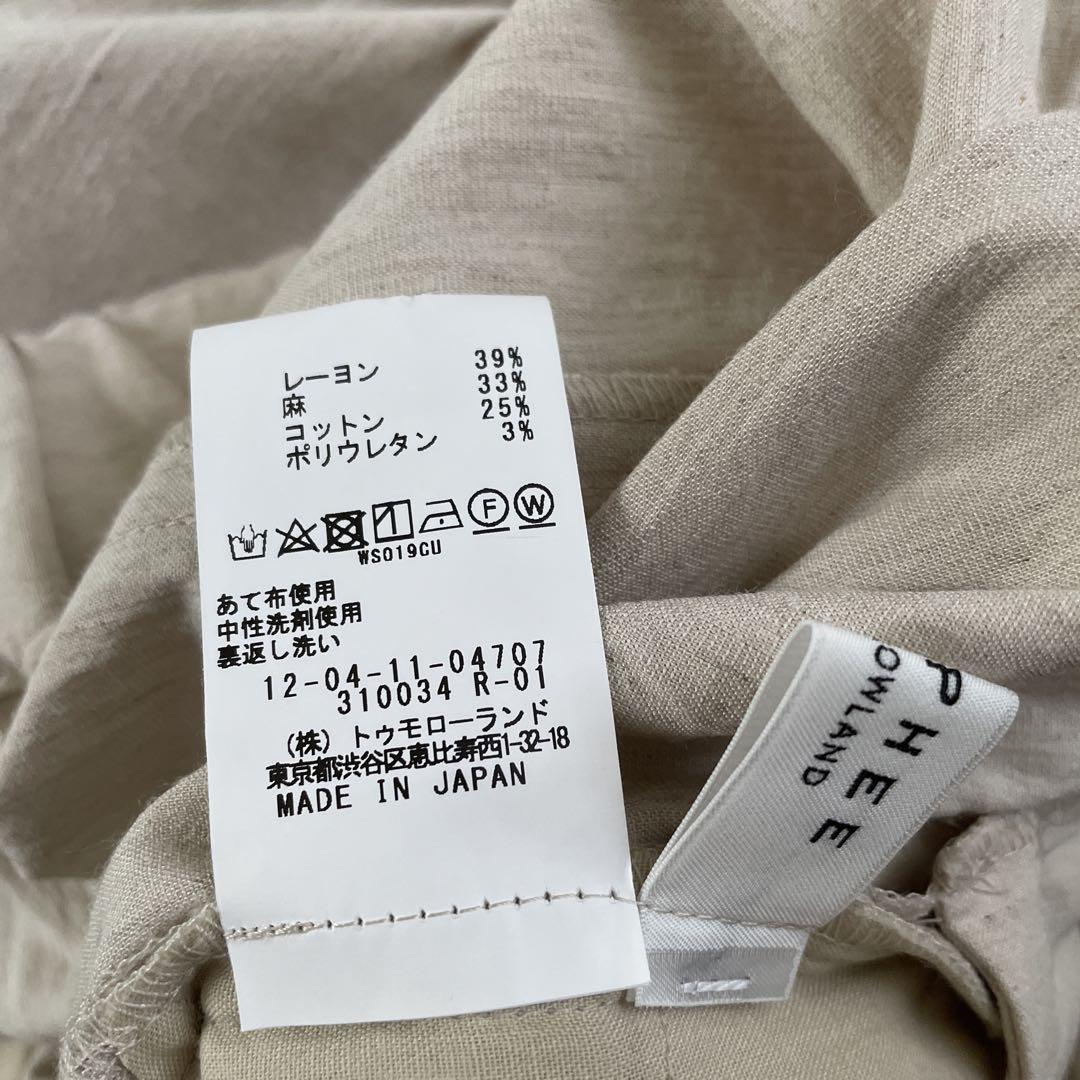 レーヨン 39%
麻 33%
コットン 25%
ポリウレタン 3%
F W
WS019CU
あて布使用
中性洗剤使用
裏返し洗い
12-04-11-04707
310034 R-01
(株)トゥモローランド
東京都渋谷区恵比寿西1-32-18
MADE IN JAPAN
PHEE
OWLAND